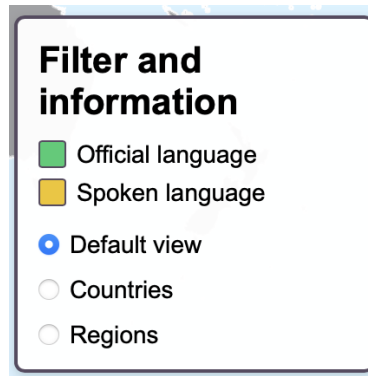 Filter and
information
Official language
Spoken language
Default view
Countries
Regions